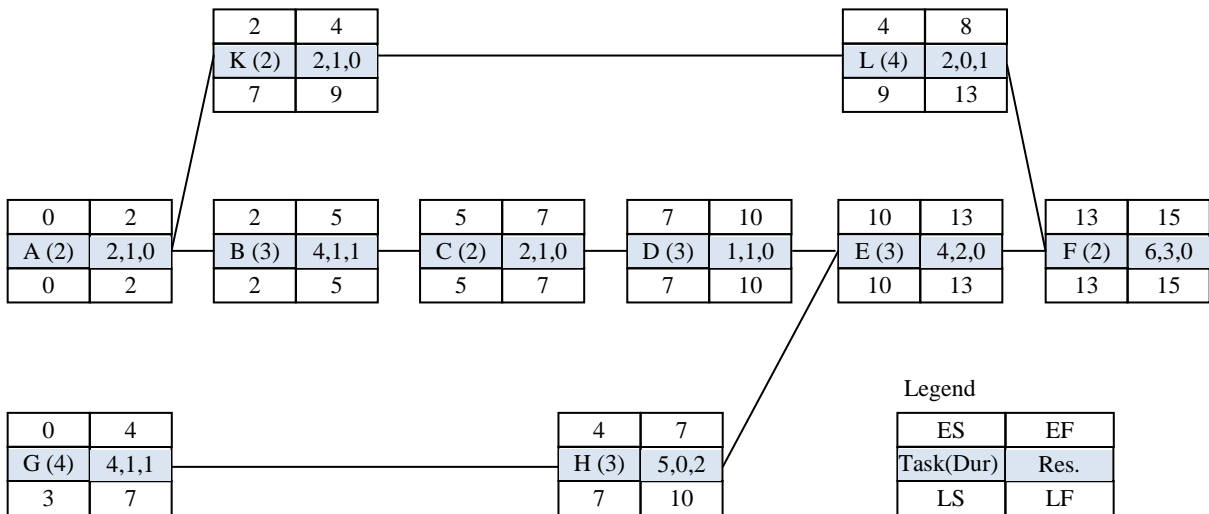 2 4
K (2) 2,1,0
7 9
4 8
L (4) 2,0,1
9 13
0 2
A (2) 2,1,0
0 2
2 5
B (3) 4,1,1
2 5
5 7
C (2) 2,1,0
5 7
7 10
D (3) 1,1,0
7 10
10 13
E (3) 4,2,0
10 13
13 15
F (2) 6,3,0
13 15
0 4
G (4) 4,1,1
3 7
4 7
H (3) 5,0,2
7 10
Legend
ES EF
Task(Dur) Res.
LS LF